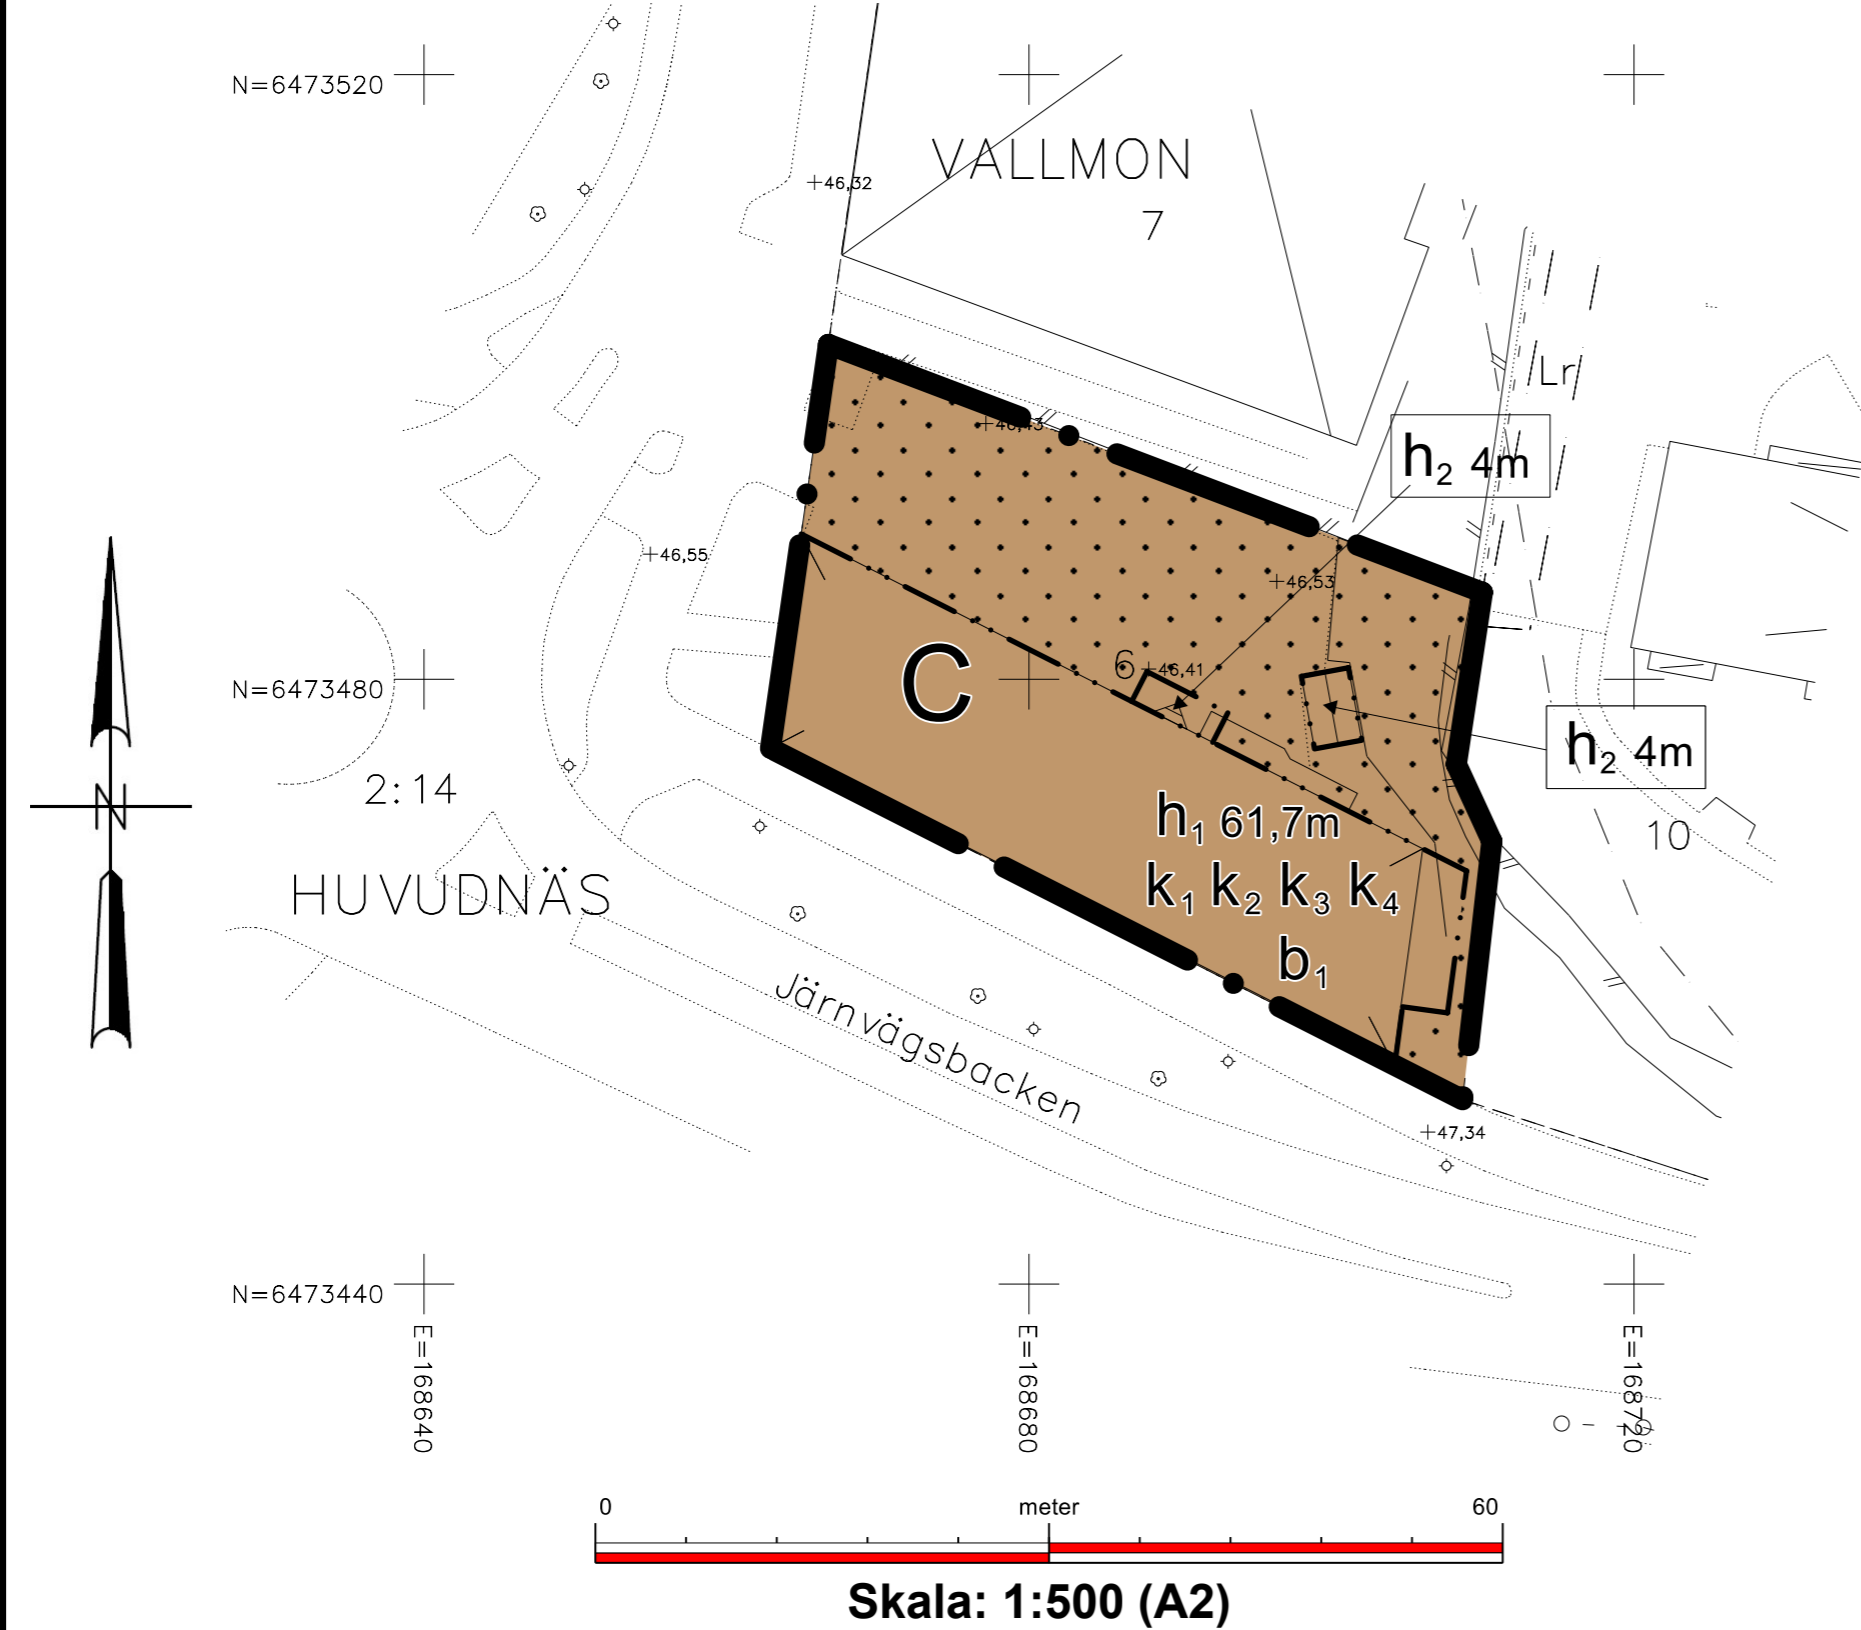 N=6473520
VALLMON
+46,32
7
Lr
+46,43
h₂ 4m
+46,55
+46,53
6
+46,41
C
N=6473480
h₂ 4m
2:14
h₁ 61,7m
10
HUVUDNÄS
k₁ k₂ k₃ k₄
b₁
N
Järnvägsbacken
+47,34
N=6473440
E=168640
E=168680
E=168720
0 meter 60
Skala: 1:500 (A2)